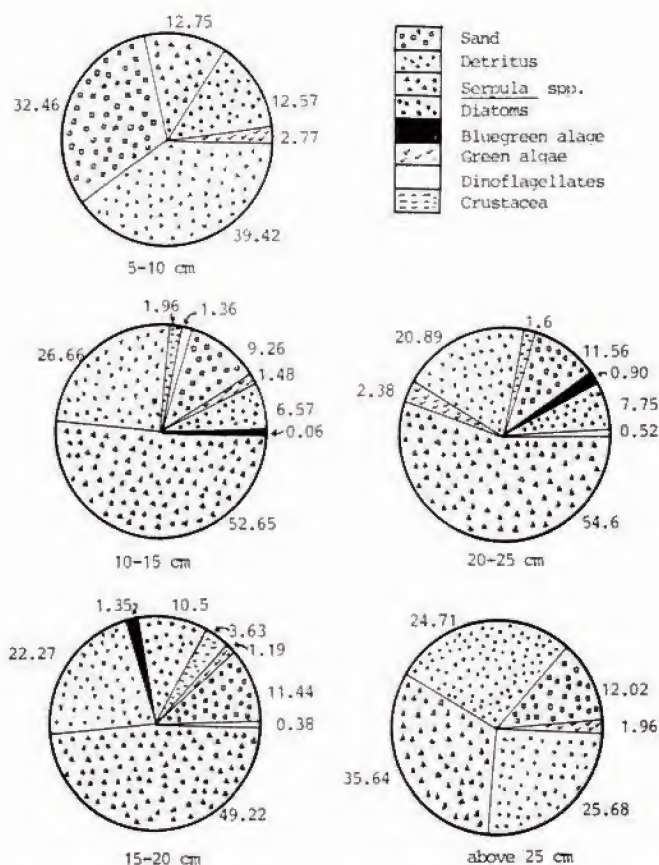 12.75
32.46
12.57
2.77
39.42
5-10 cm
Sand
Detritus
Serpula spp.
Diatoms
Bluegreen alage
Green algae
Dinoflagellates
Crustacea
1.96
1.36
26.66
9.26
1.48
6.57
0.06
52.65
10-15 cm
1.6
20.89
11.56
0.90
2.38
7.75
0.52
54.6
20-25 cm
1.35
10.5
3.63
1.19
22.27
11.44
0.38
49.22
15-20 cm
24.71
12.02
1.96
35.64
25.68
above 25 cm